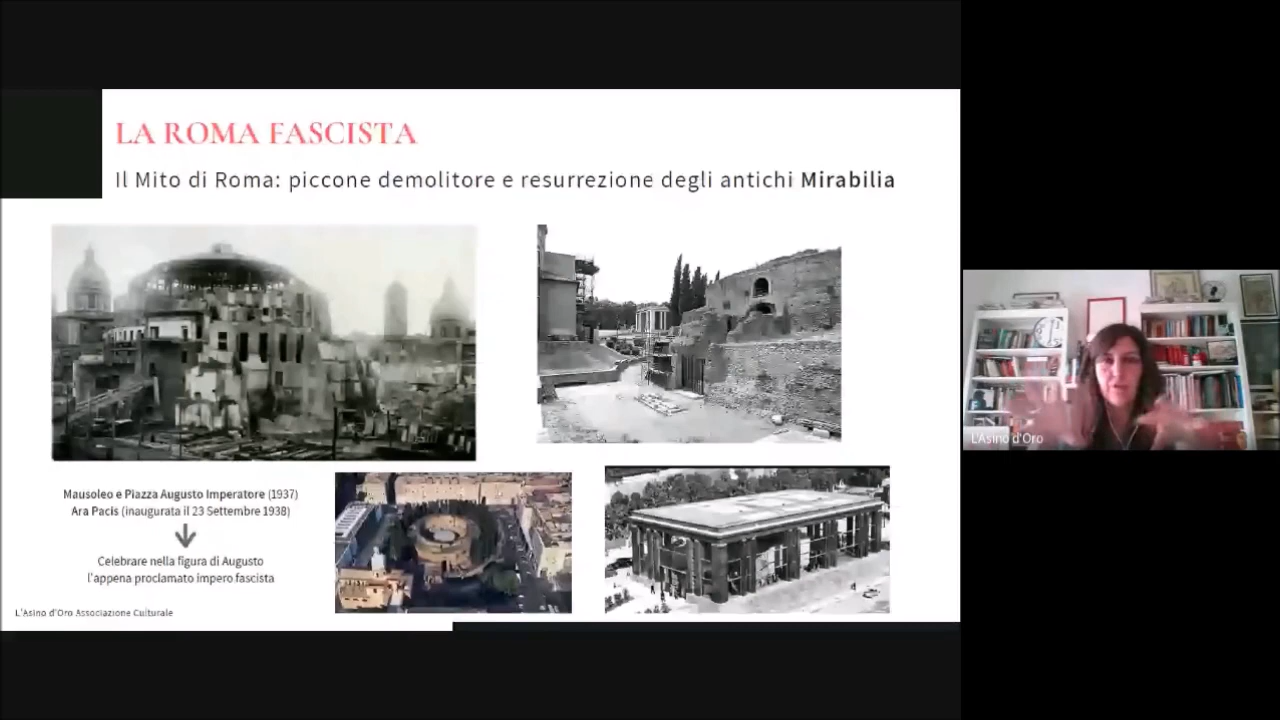 LA ROMA FASCISTA
Il Mito di Roma: piccone demolitore e resurrezione degli antichi Mirabilia
Mausoleo e Piazza Augusto Imperatore (1937)
Ara Pacis (inaugurata il 23 Settembre 1938)
Celebrare nella figura di Augusto
l'appena proclamato impero fascista
L'Asino d'Oro Associazione Culturale
L'Asino d'Oro